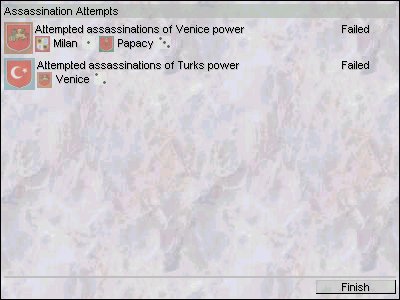 Assassination Attempts
Attempted assassinations of Venice power Failed
Milan Papacy
Attempted assassinations of Turks power Failed
Venice
Finish